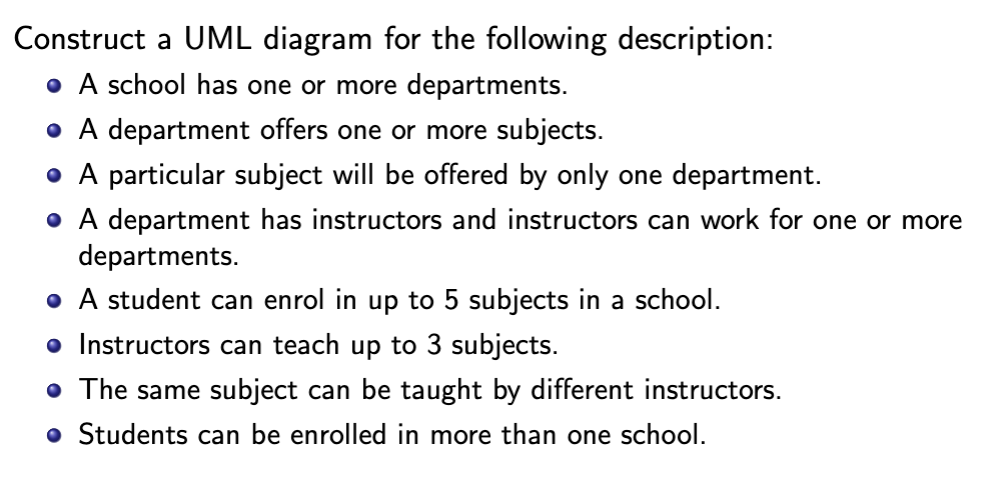 Construct a UML diagram for the following description:
A school has one or more departments.
A department offers one or more subjects.
A particular subject will be offered by only one department.
A department has instructors and instructors can work for one or more
departments.
A student can enrol in up to 5 subjects in a school.
Instructors can teach up to 3 subjects.
The same subject can be taught by different instructors.
Students can be enrolled in more than one school.